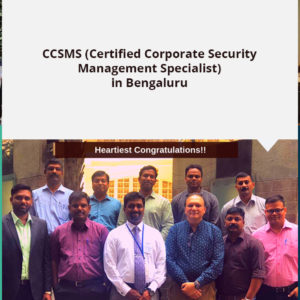 CCSMS (Certified Corporate Security
Management Specialist)
in Bengaluru
Heartiest Congratulations!!